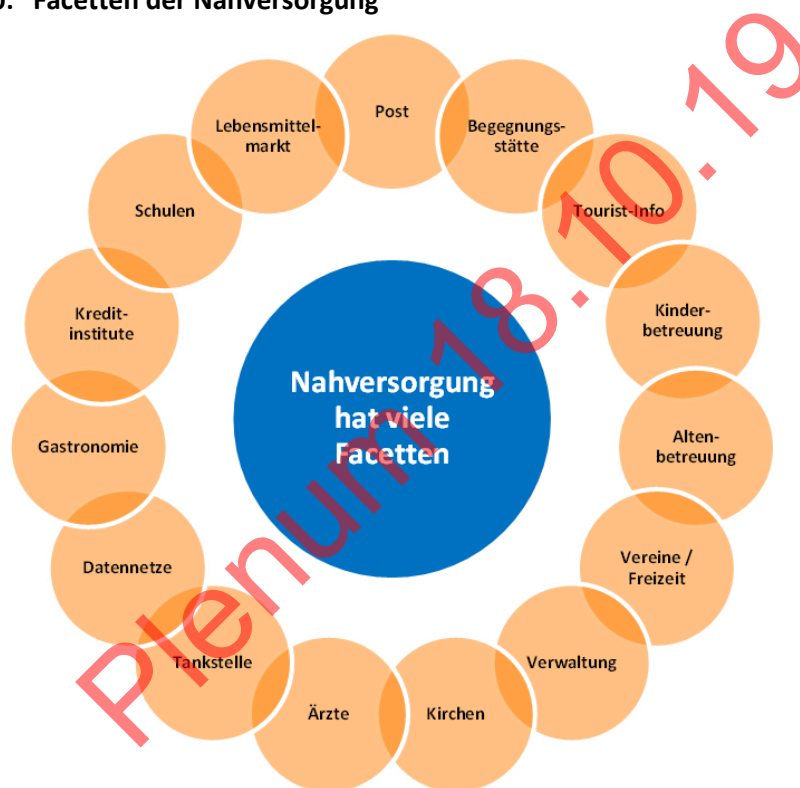 Facetten der Nahversorgung
Post
Begegnungs-
stätte
Tourist-Info
Kinder-
betreuung
Alten-
betreuung
Vereine /
Freizeit
Verwaltung
Kirchen
Ärzte
Tankstelle
Datennetze
Gastronomie
Kredit-
institute
Schulen
Lebensmittel-
markt
Nahversorgung
hat viele
Facetten
Plenum 18.10.19